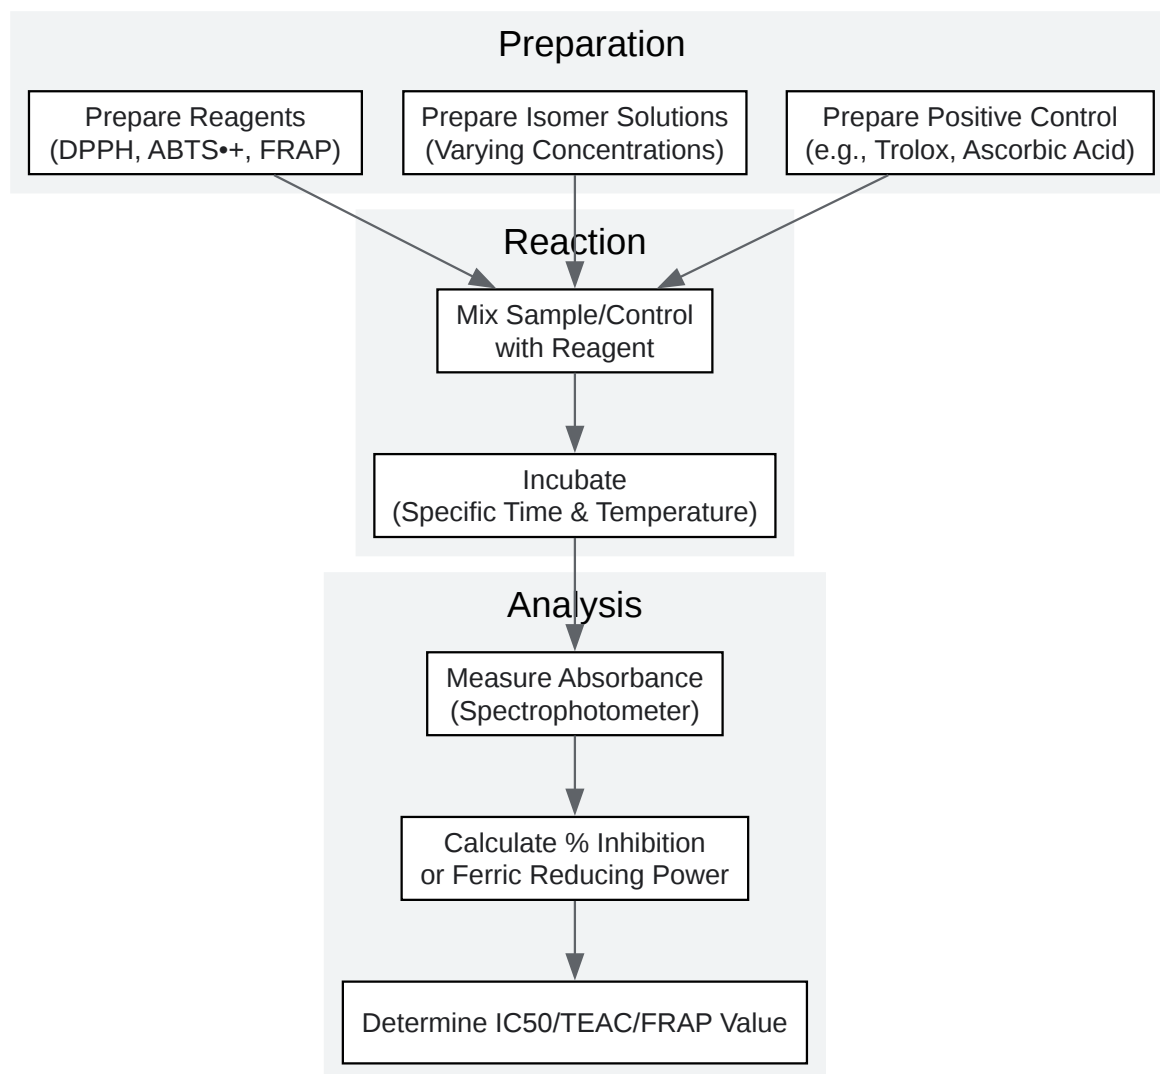 Preparation
Prepare Reagents
(DPPH, ABTS•+, FRAP)
Prepare Isomer Solutions
(Varying Concentrations)
Prepare Positive Control
(e.g., Trolox, Ascorbic Acid)
Reaction
Mix Sample/Control
with Reagent
Incubate
(Specific Time & Temperature)
Analysis
Measure Absorbance
(Spectrophotometer)
Calculate % Inhibition
or Ferric Reducing Power
Determine IC50/TEAC/FRAP Value